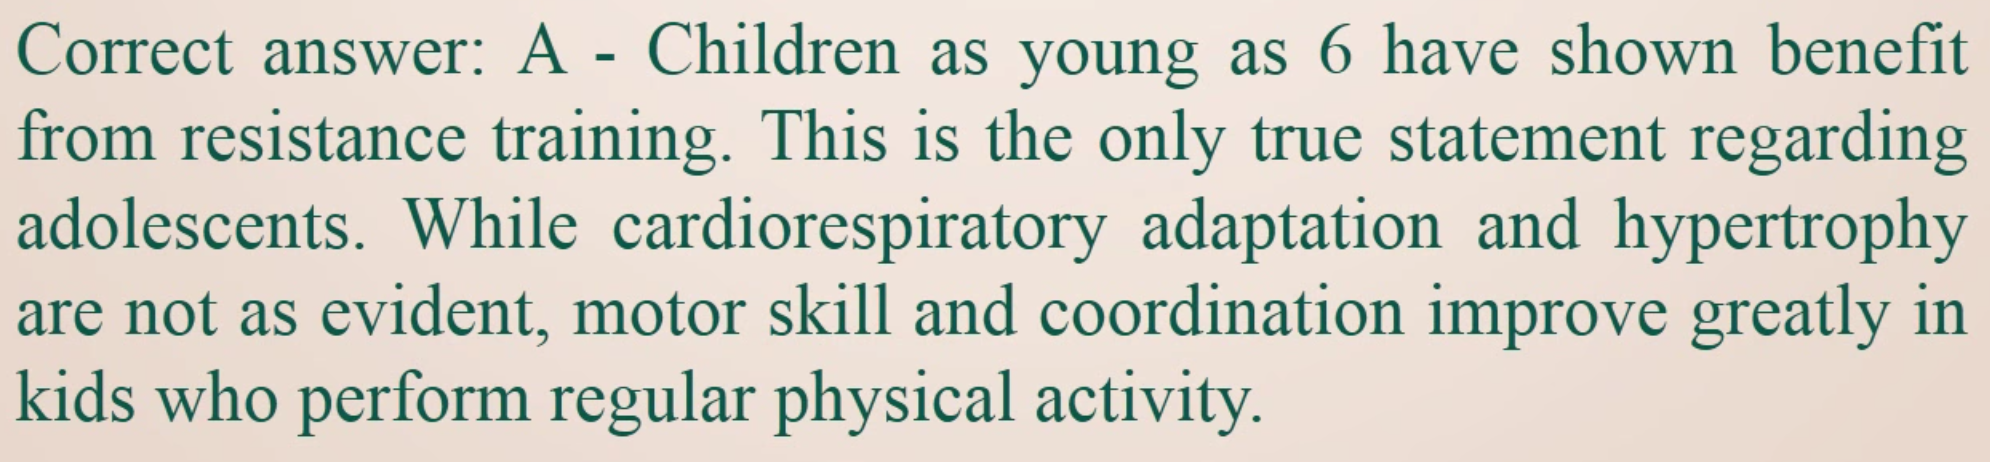 Correct answer: A - Children as young as 6 have shown benefit
from resistance training. This is the only true statement regarding
adolescents. While cardiorespiratory adaptation and hypertrophy
are not as evident, motor skill and coordination improve greatly in
kids who perform regular physical activity.